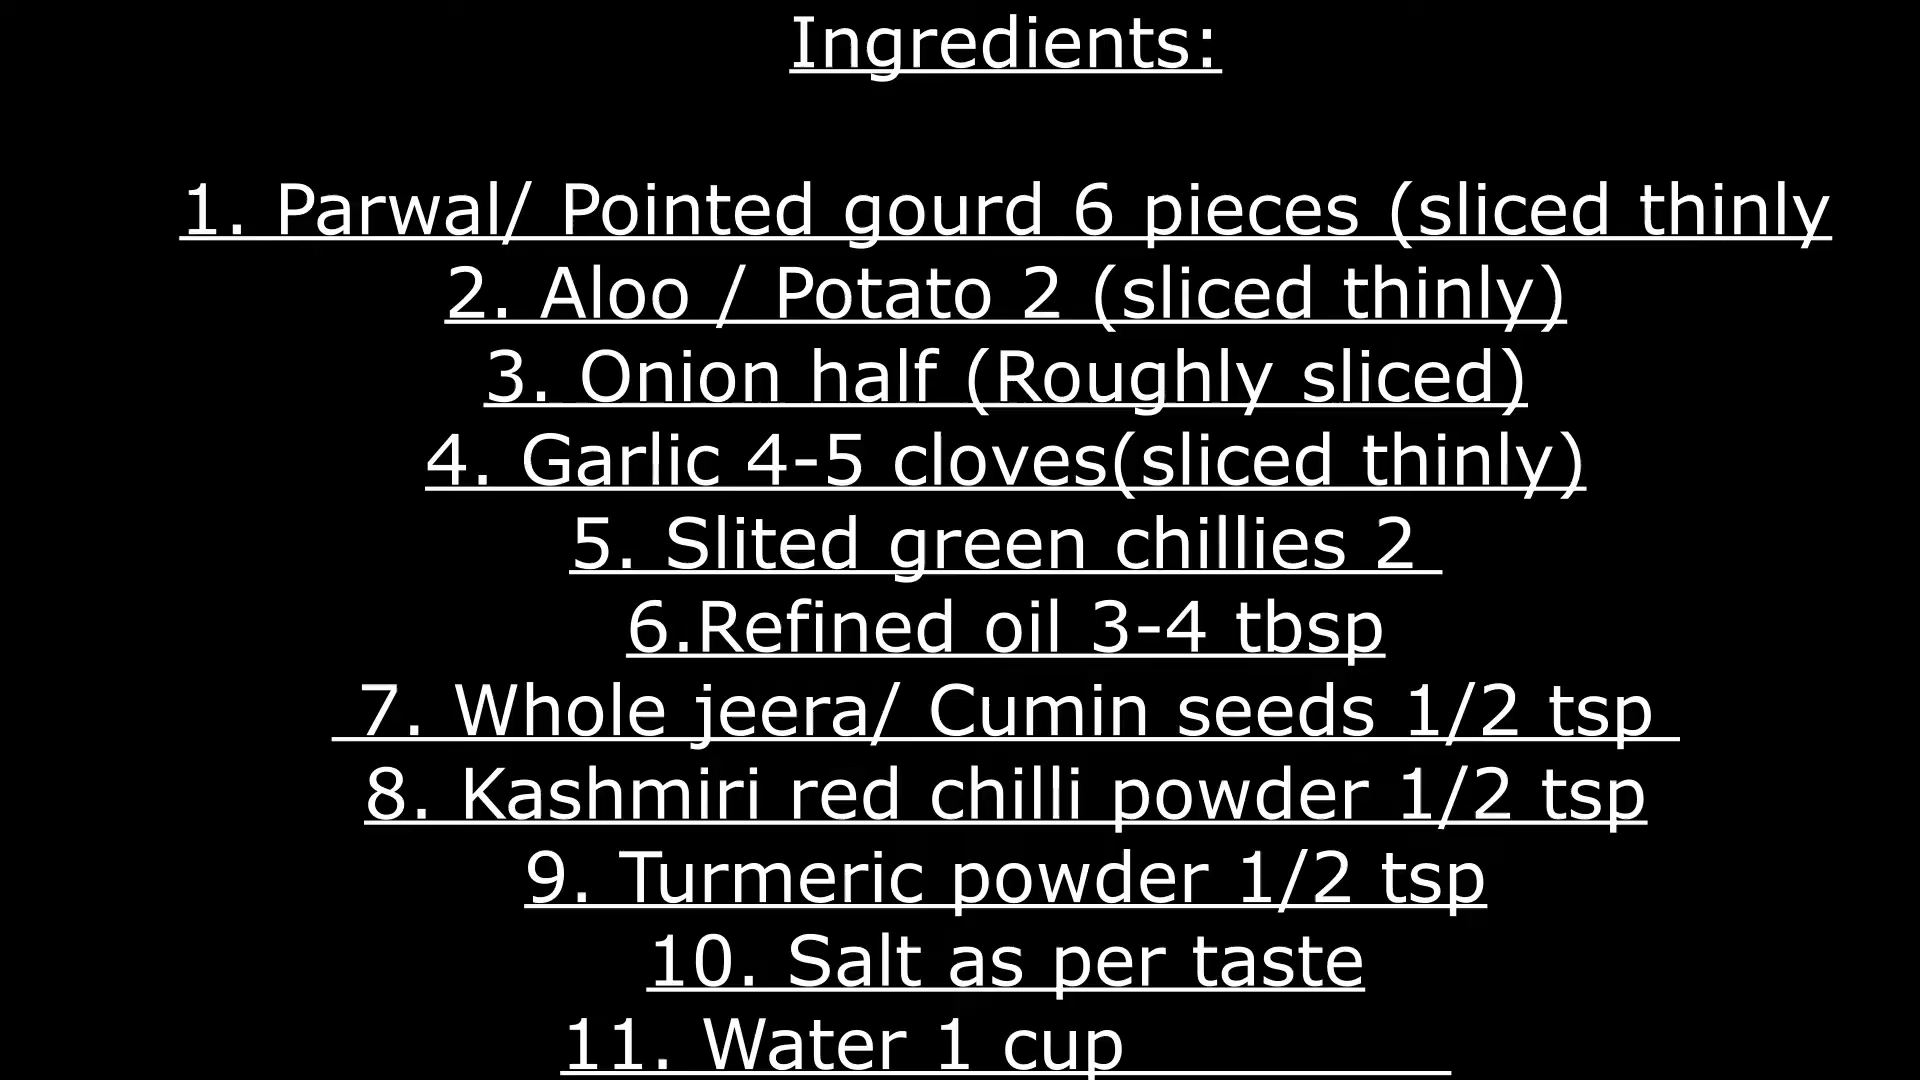 Ingredients:
1. Parwal/ Pointed gourd 6 pieces (sliced thinly
2. Aloo / Potato 2 (sliced thinly)
3. Onion half (Roughly sliced)
4. Garlic 4-5 cloves(sliced thinly)
5. Slited green chillies 2
6.Refined oil 3-4 tbsp
7. Whole jeera/ Cumin seeds 1/2 tsp
8. Kashmiri red chilli powder 1/2 tsp
9. Turmeric powder 1/2 tsp
10. Salt as per taste
11. Water 1 cup